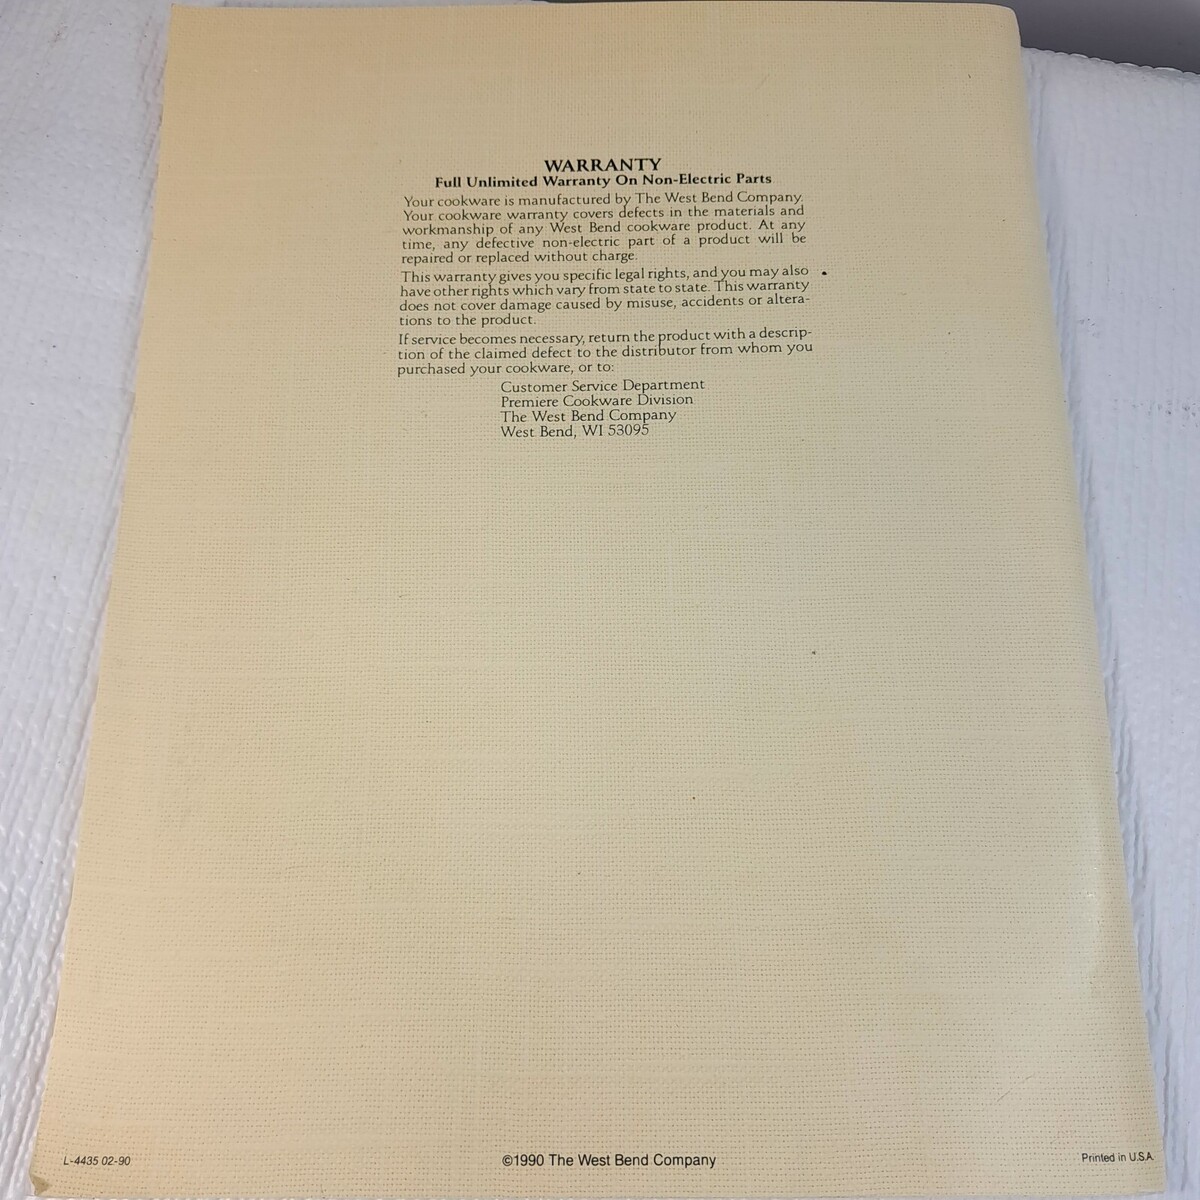 WARRANTY
Full Unlimited Warranty On Non-Electric Parts
Your cookware is manufactured by The West Bend Company.
Your cookware warranty covers defects in the materials and
workmanship of any West Bend cookware product. At any
time, any defective non-electric part of a product will be
repaired or replaced without charge.
This warranty gives you specific legal rights, and you may also
have other rights which vary from state to state. This warranty
does not cover damage caused by misuse, accidents or altera-
tions to the product.
If service becomes necessary, return the product with a descrip-
tion of the claimed defect to the distributor from whom you
purchased your cookware, or to:
Customer Service Department
Premiere Cookware Division
The West Bend Company
West Bend, WI 53095
L-4435 02-90
©1990 The West Bend Company
Printed in U.S.A.